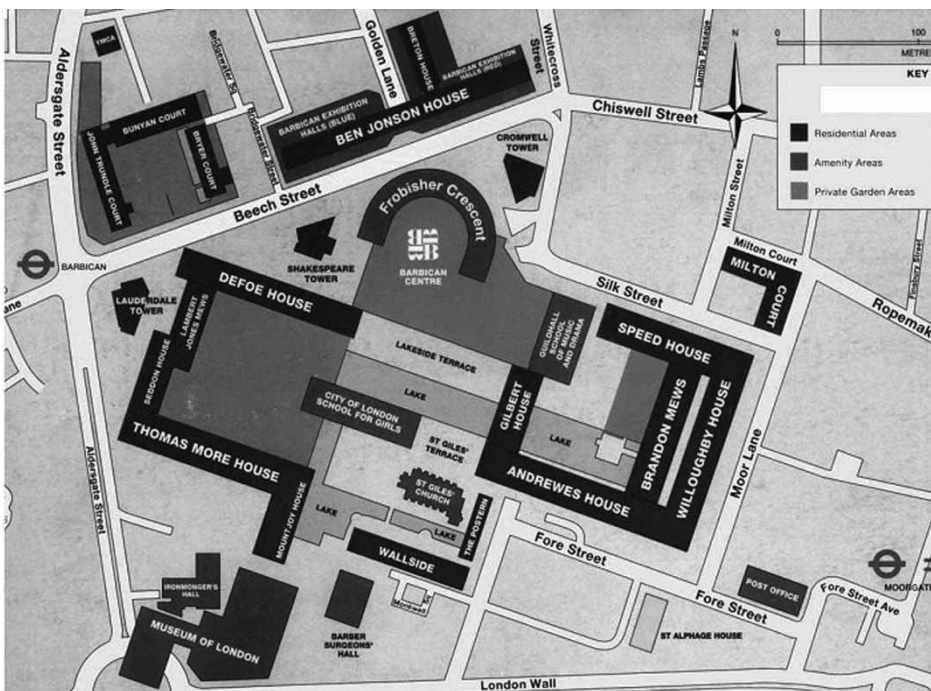 YMCA
Aldersgate Street
Bridgewater Sq
Golden Lane
BRETON HOUSE
BARBICAN EXHIBITION
HALLS (RED)
Whitecross
Street
Lambs Passage
N
0
100
METRE
KEY
Residential Areas
Amenity Areas
Private Garden Areas
BUNYAN COURT
JOHN TRUNDLE COURT
BRYER COURT
Bridgewater Street
BARBICAN EXHIBITION
HALLS (BLUE)
BEN JONSON HOUSE
Chiswell Street
CROMWELL
TOWER
Milton Street
Beech Street
Frobisher Crescent
BARBICAN
CENTRE
BARBICAN
SHAKESPEARE
TOWER
LAUDERDALE
TOWER
DEFOE HOUSE
LAMBERT
JONES MEWS
SEDDON HOUSE
Silk Street
Milton Court
MILTON
COURT
Finsbury Street
Ropemak
GUILDHALL
SCHOOL
OF MUSIC
AND DRAMA
SPEED HOUSE
LAKESIDE TERRACE
LAKE
CITY OF LONDON
SCHOOL FOR GIRLS
GILBERT
HOUSE
LAKE
BRANDON MEWS
WILLOUGHBY HOUSE
Moor Lane
THOMAS MORE HOUSE
ST GILES'
TERRACE
ST GILES'
CHURCH
ANDREWES HOUSE
Aldersgate Street
MOUNTJOY HOUSE
LAKE
LAKE
THE POSTERN
WALLSIDE
Fore Street
IRONMONGER'S
HALL
MUSEUM OF LONDON
BARBER
SURGEONS'
HALL
Monkwell Sq
Fore Street
POST OFFICE
MOORGATE
Fore Street Ave
ST ALPHAGE HOUSE
London Wall